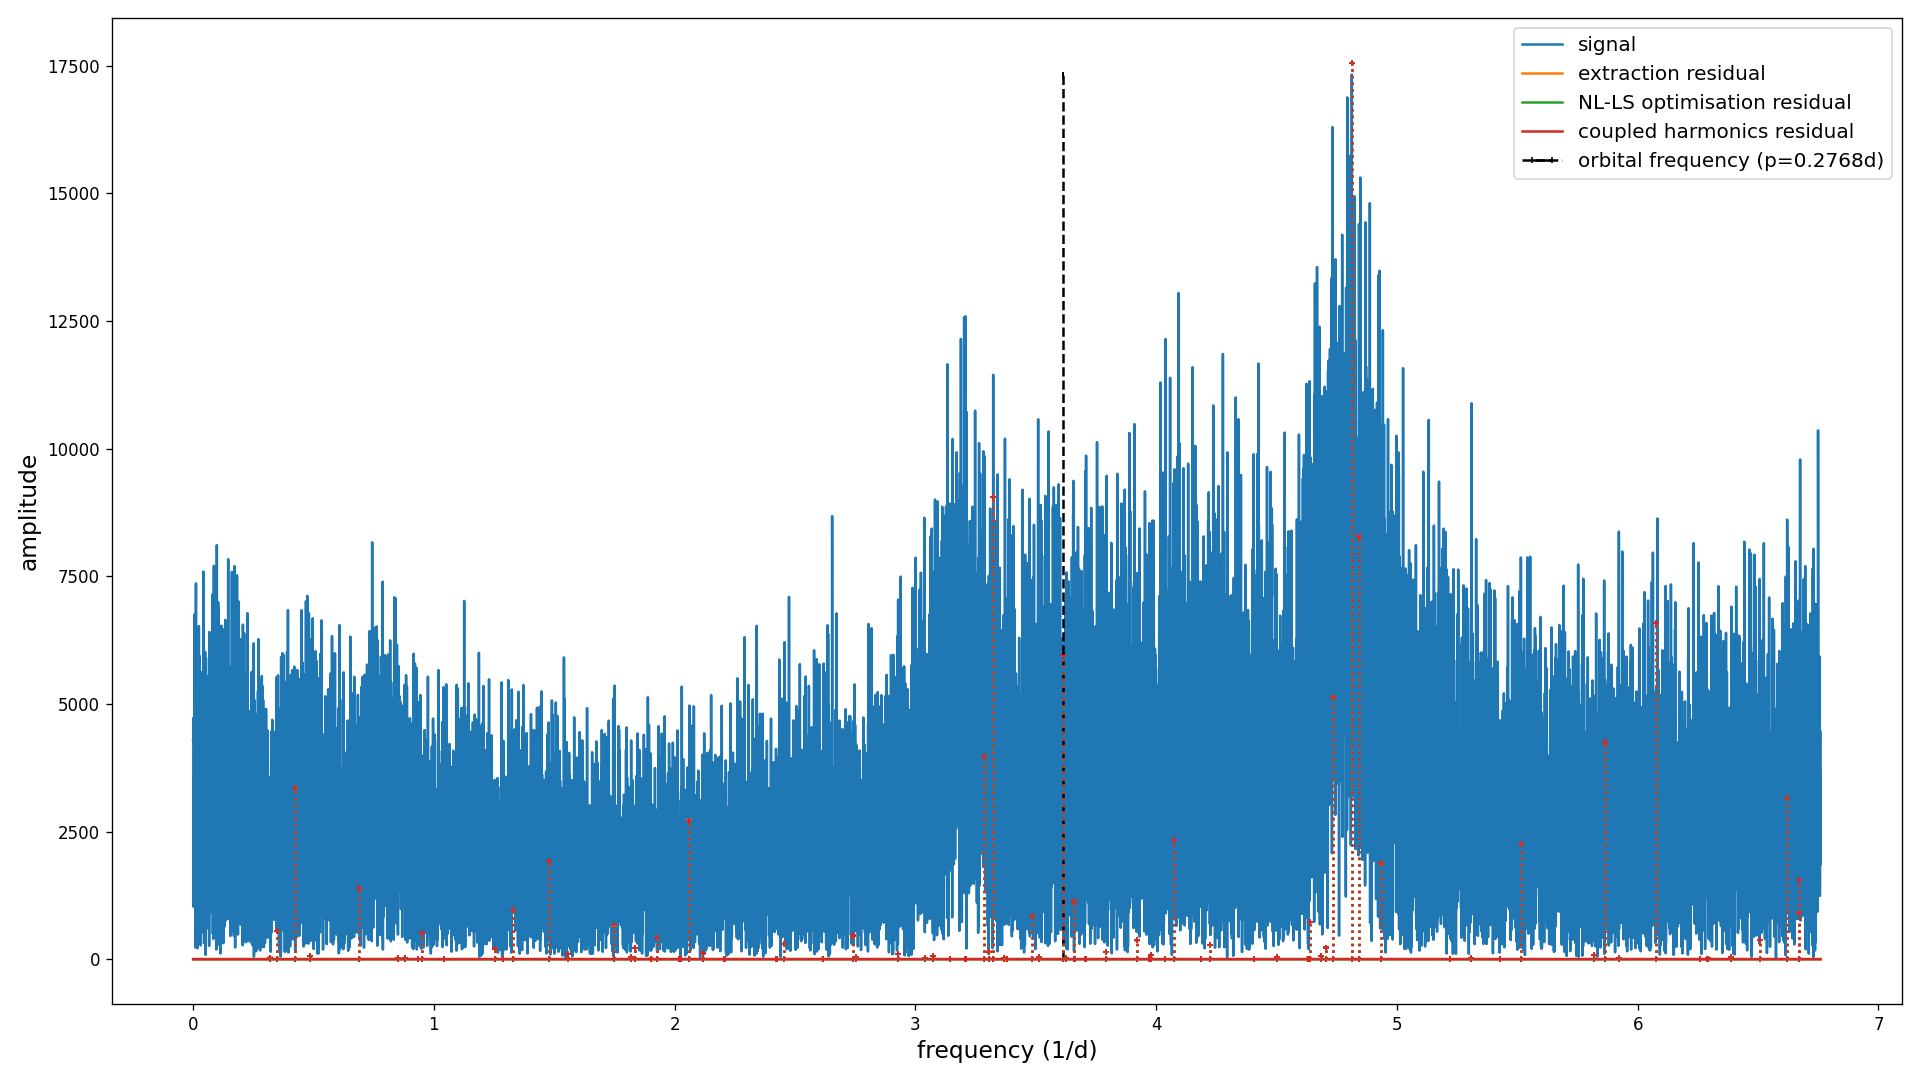 signal
extraction residual
NL-LS optimisation residual
coupled harmonics residual
orbital frequency (p=0.2768d)
17500
15000
12500
10000
7500
5000
2500
0
amplitude
0 1 2 3 4 5 6 7
frequency (1/d)